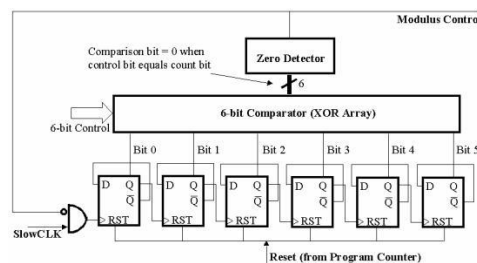 Modulus Control
Comparison bit = 0 when
control bit equals count bit
Zero Detector
6
6-bit Comparator (XOR Array)
6-bit Control
Bit 0
Bit 1
Bit 2
Bit 3
Bit 4
Bit 5
D Q
Q
RST
D Q
Q
RST
D Q
Q
RST
D Q
Q
RST
D Q
Q
RST
D Q
Q
RST
SlowCLK
Reset (from Program Counter)